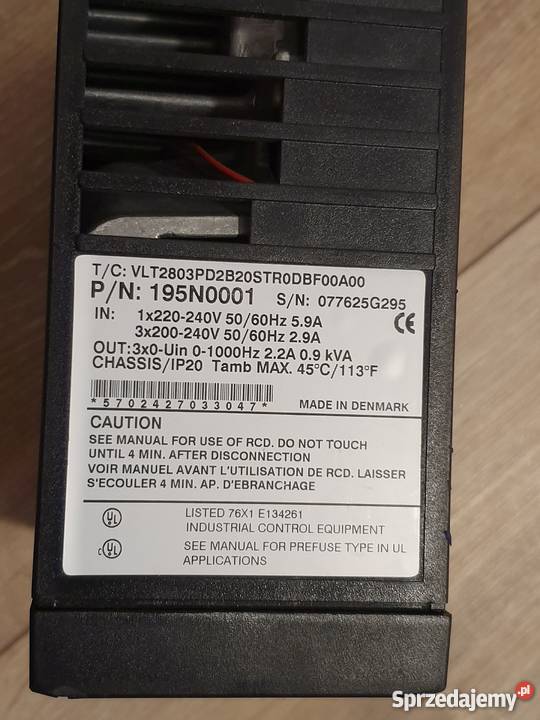 T/C: VLT2803PD2B20STR0DBF00A00
P/N: 195N0001 S/N: 077625G295
IN: 1x220-240V 50/60Hz 5.9A
3x200-240V 50/60Hz 2.9A
CE
OUT:3x0-Uin 0-1000Hz 2.2A 0.9 kVA
CHASSIS/IP20 Tamb MAX. 45°C/113°F
*5702427033047* MADE IN DENMARK
CAUTION
SEE MANUAL FOR USE OF RCD. DO NOT TOUCH
UNTIL 4 MIN. AFTER DISCONNECTION
VOIR MANUEL AVANT L'UTILISATION DE RCD. LAISSER
S'ECOULER 4 MIN. AP. D'EBRANCHAGE
UL LISTED 76X1 E134261
INDUSTRIAL CONTROL EQUIPMENT
c UL SEE MANUAL FOR PREFUSE TYPE IN UL
APPLICATIONS
Sprzedajemy.pl